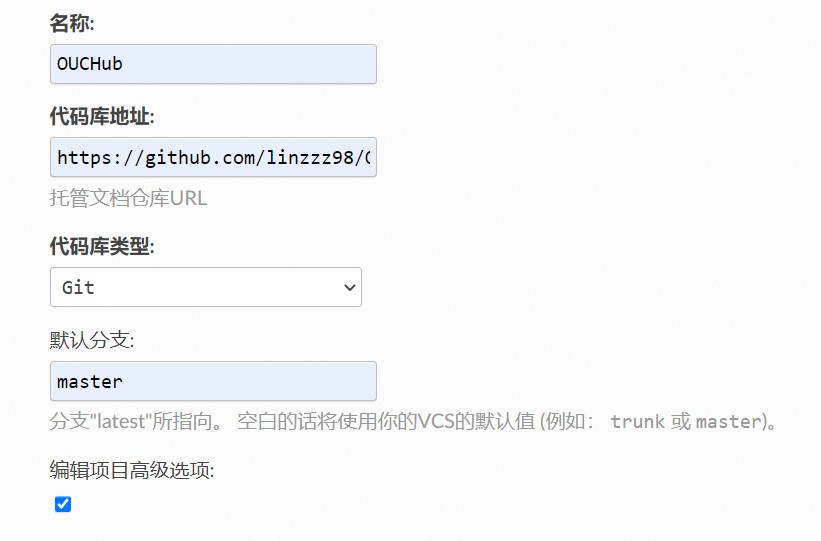 名称:
OUCHub
代码库地址:
https://github.com/linzzz98/
托管文档仓库URL
代码库类型:
Git
默认分支:
master
分支"latest"所指向。 空白的话将使用你的VCS的默认值 (例如： trunk 或 master)。
编辑项目高级选项: